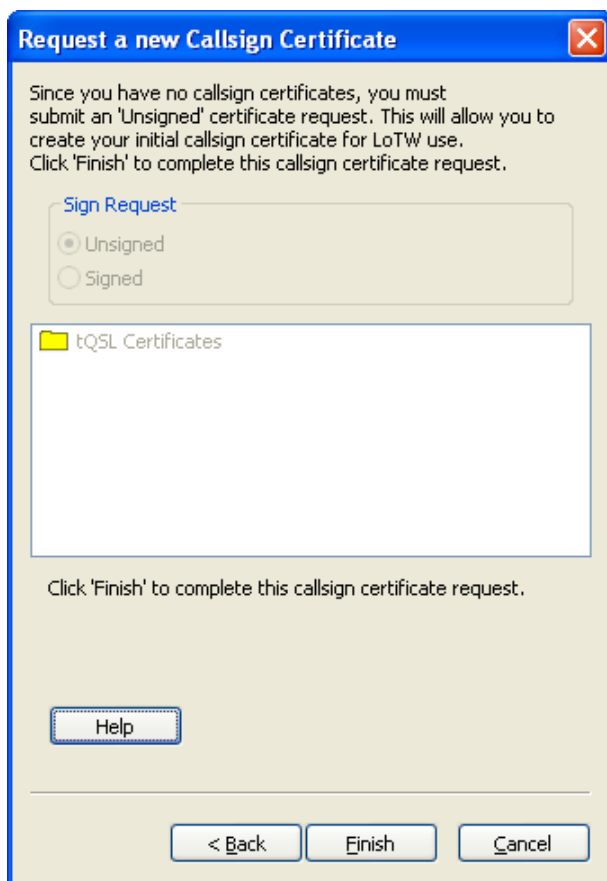 Request a new Callsign Certificate
Since you have no callsign certificates, you must
submit an 'Unsigned' certificate request. This will allow you to
create your initial callsign certificate for LoTW use.
Click 'Finish' to complete this callsign certificate request.
Sign Request
Unsigned
Signed
tQSL Certificates
Click 'Finish' to complete this callsign certificate request.
Help
< Back Finish Cancel